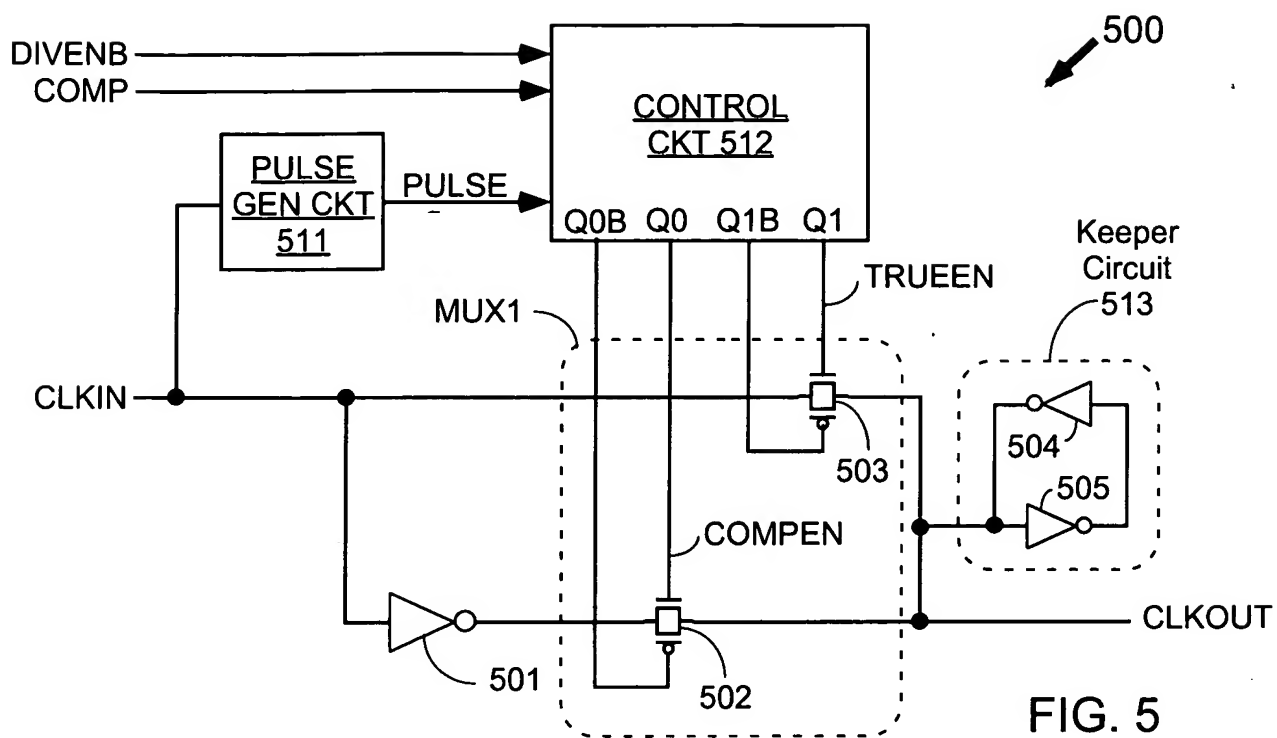 500
DIVENB
COMP
CONTROL
CKT 512
PULSE
GEN CKT
511
PULSE
Q0B Q0 Q1B Q1
Keeper
Circuit
513
TRUEEN
MUX1
CLKIN
503
504
505
COMPEN
CLKOUT
501
502
FIG. 5